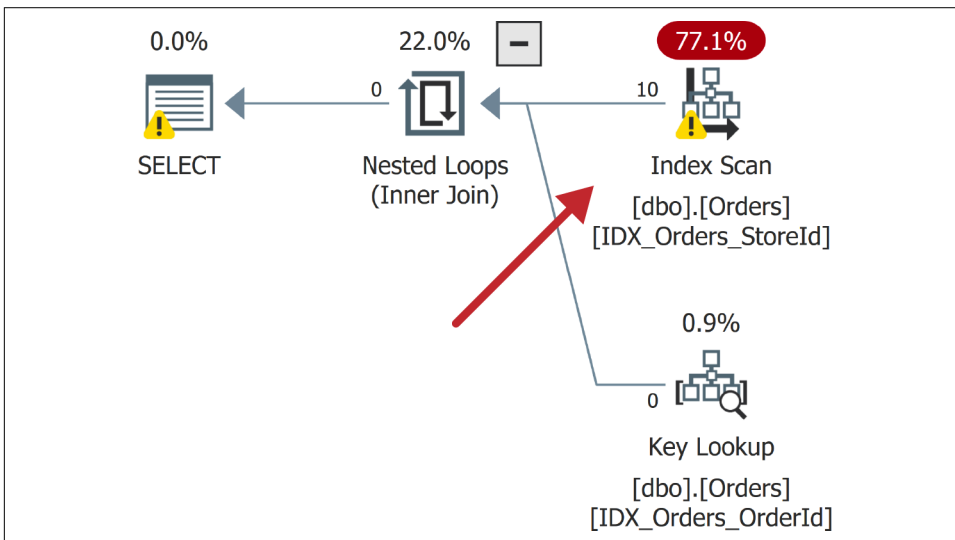 0.0%
22.0%
77.1%
0
10
SELECT
Nested Loops
(Inner Join)
Index Scan
[dbo].[Orders]
[IDX_Orders_StoreId]
0.9%
0
Key Lookup
[dbo].[Orders]
[IDX_Orders_OrderId]